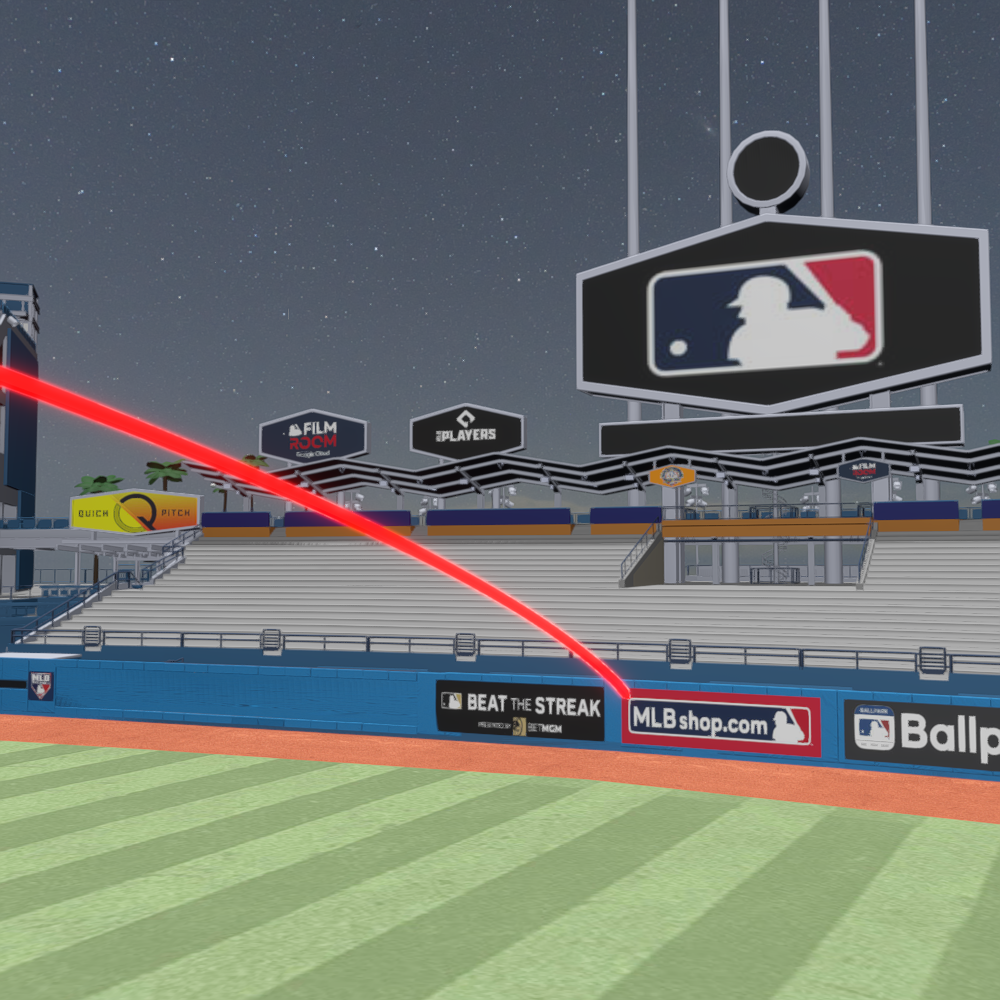 FILM
ROOM
Google Cloud
PLAYERS
QUICK PITCH
FILM
ROOM
MLB
BEAT THE STREAK
PRESENTED BY BETMGM
MLBshop.com
BALLPARK
Ballp